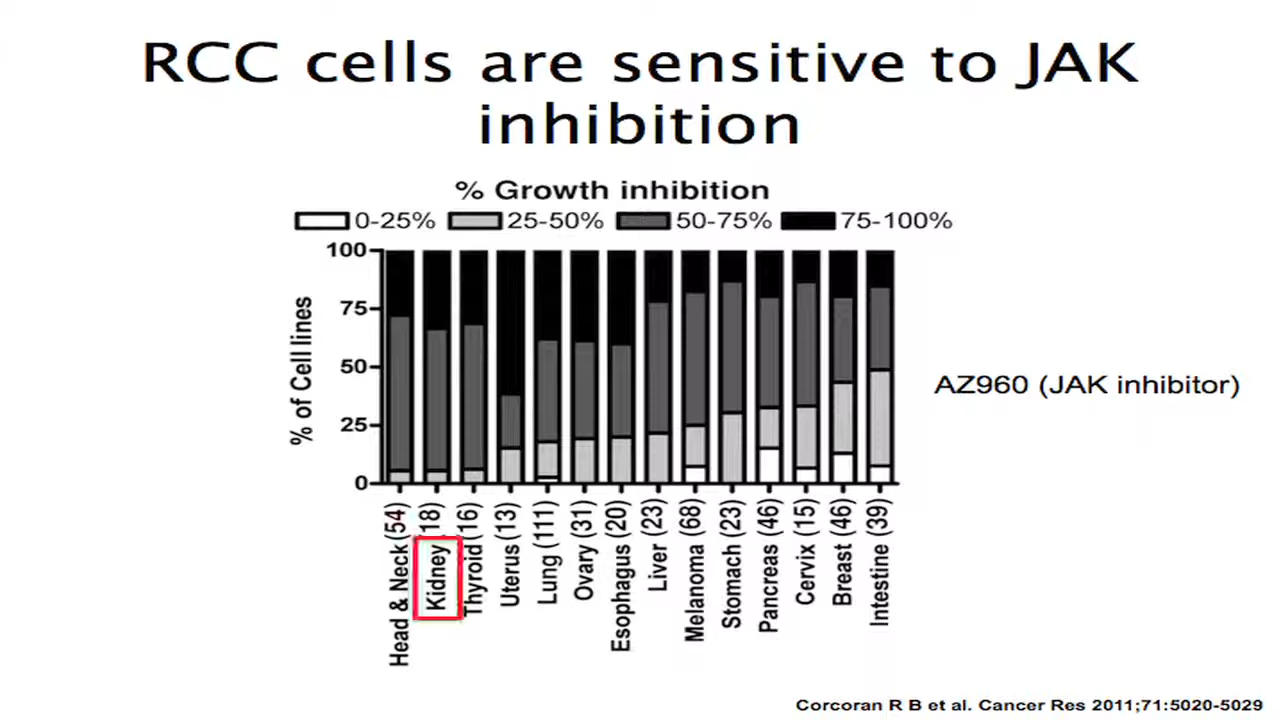 RCC cells are sensitive to JAK
inhibition
% Growth inhibition
0-25% 25-50% 50-75% 75-100%
% of Cell lines
100
75
50
25
0
AZ960 (JAK inhibitor)
Head & Neck (54)
Kidney (18)
Thyroid (16)
Uterus (13)
Lung (111)
Ovary (31)
Esophagus (20)
Liver (23)
Melanoma (68)
Stomach (23)
Pancreas (46)
Cervix (15)
Breast (46)
Intestine (39)
Corcoran R B et al. Cancer Res 2011;71:5020-5029